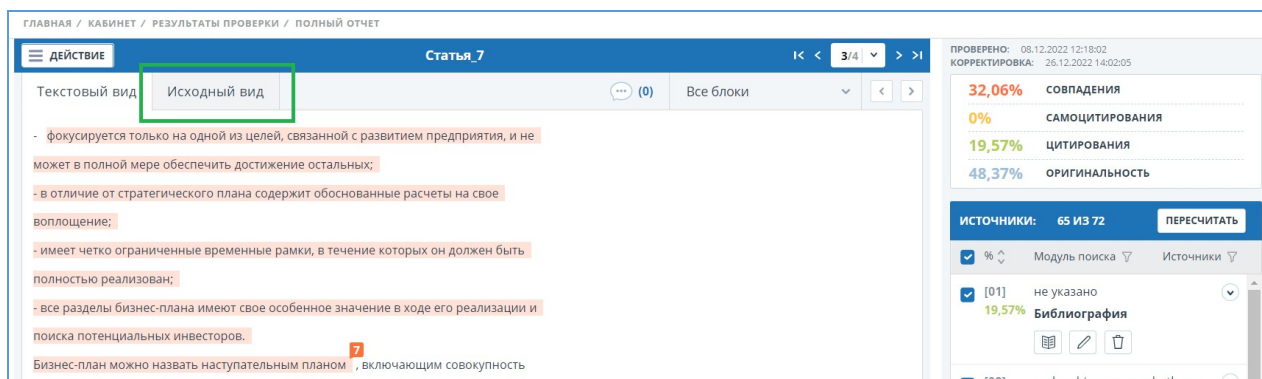 ГЛАВНАЯ / КАБИНЕТ / РЕЗУЛЬТАТЫ ПРОВЕРКИ / ПОЛНЫЙ ОТЧЕТ
ДЕЙСТВИЕ
Статья_7
3/4
Текстовый вид
Исходный вид
(0)
Все блоки
- фокусируется только на одной из целей, связанной с развитием предприятия, и не
может в полной мере обеспечить достижение остальных;
- в отличие от стратегического плана содержит обоснованные расчеты на свое
воплощение;
- имеет четко ограниченные временные рамки, в течение которых он должен быть
полностью реализован;
- все разделы бизнес-плана имеют свое особенное значение в ходе его реализации и
поиска потенциальных инвесторов.
7
Бизнес-план можно назвать наступательным планом , включающим совокупность
ПРОВЕРЕНО: 08.12.2022 12:18:02
КОРРЕКТИРОВКА: 26.12.2022 14:02:05
32,06% СОВПАДЕНИЯ
0% САМОЦИТИРОВАНИЯ
19,57% ЦИТИРОВАНИЯ
48,37% ОРИГИНАЛЬНОСТЬ
ИСТОЧНИКИ: 65 ИЗ 72 ПЕРЕСЧИТАТЬ
% Модуль поиска Источники
[01] не указано
19,57% Библиография